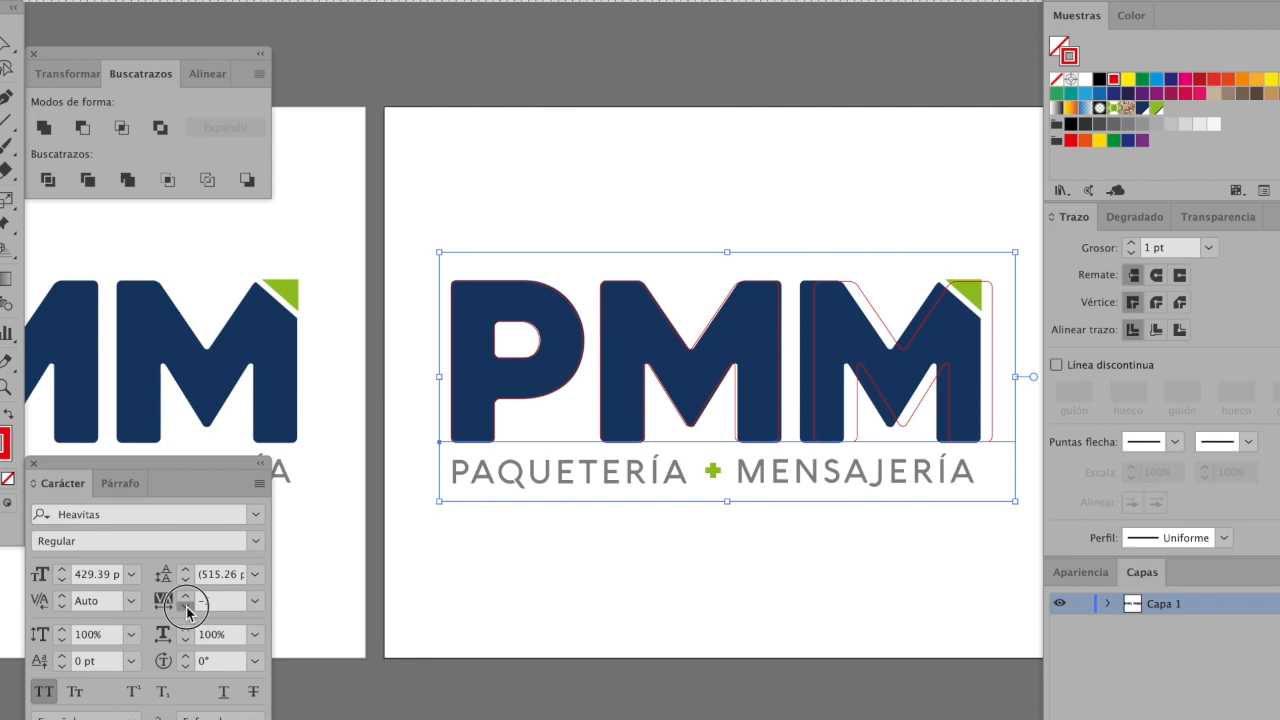 Transformar Buscatrazos Alinear
Modos de forma:
Expandir
Buscatrazos:
PMM
PAQUETERÍA + MENSAJERÍA
Carácter Párrafo
Heavitas
Regular
429.39 p (515.26 p
Auto
100% 100%
0 pt 0°
Muestras Color
Trazo Degradado Transparencia
Grosor: 1 pt
Remate:
Vértice:
Alinear trazo:
Línea discontinua
guión hueco guión hueco
Puntas flecha:
Escala: 100% 100%
Alinear:
Perfil: Uniforme
Apariencia Capas
Capa 1